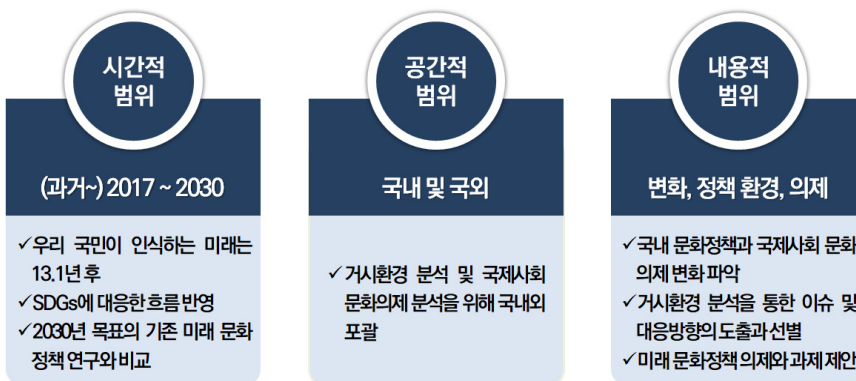 시간적
범위
(과거~) 2017 ~ 2030
✓우리 국민이 인식하는 미래는
13.1년 후
✓SDGs에 대응한 흐름 반영
✓2030년 목표의 기존 미래 문화
정책 연구와 비교
공간적
범위
국내 및 국외
✓거시환경 분석 및 국제사회
문화의제 분석을 위해 국내외
포괄
내용적
범위
변화, 정책 환경, 의제
✓국내 문화정책과 국제사회 문화
의제 변화 파악
✓거시환경 분석을 통한 이슈 및
대응방향의 도출과 선별
✓미래 문화정책 의제와 과제 제안